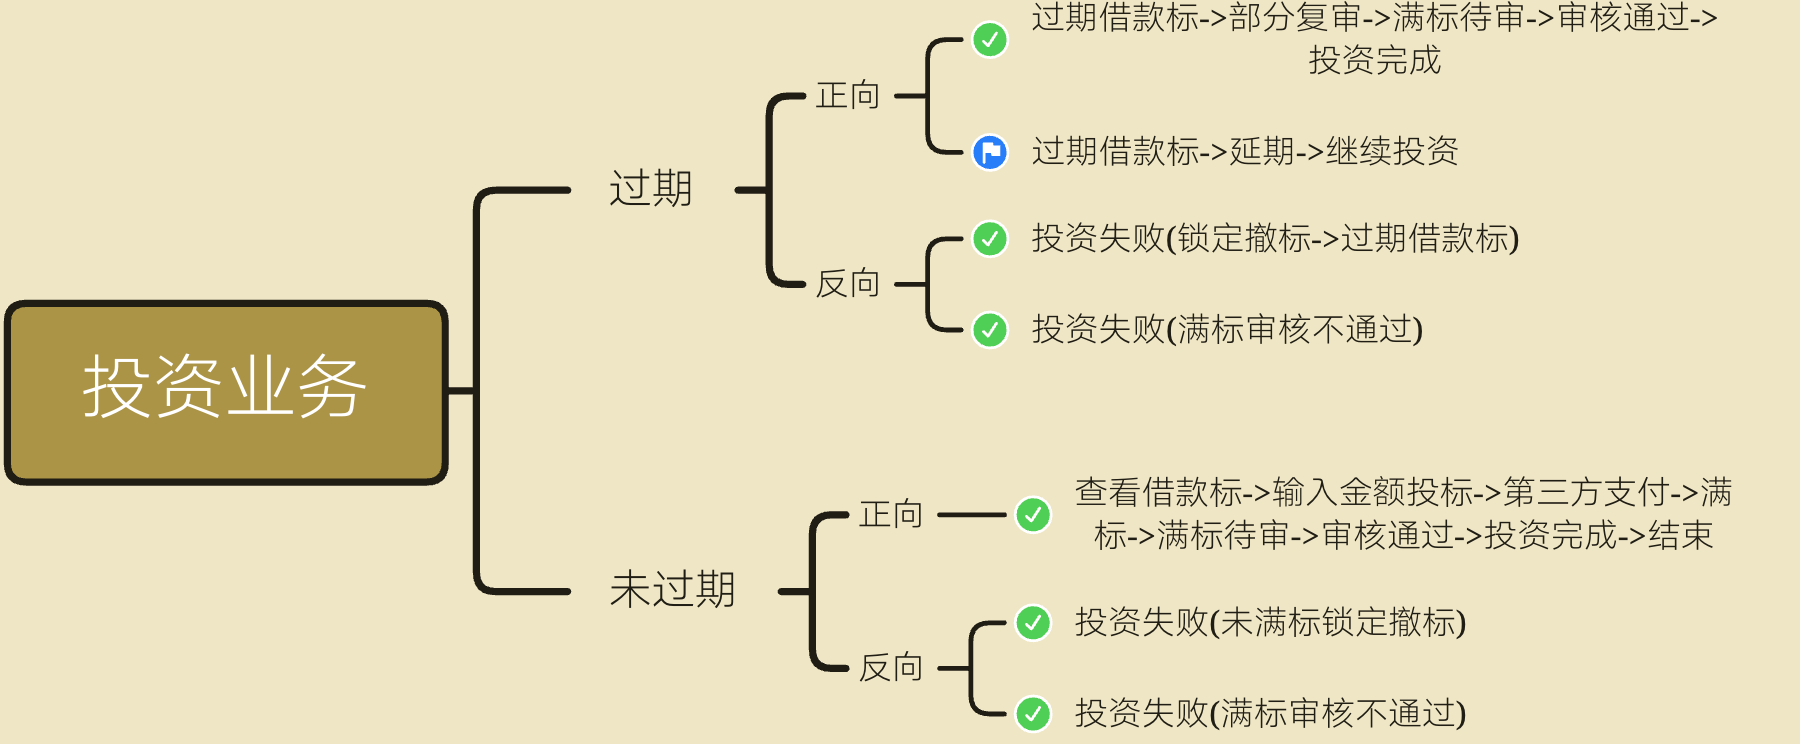 过期借款标->部分复审->满标待审->审核通过->
投资完成
正向
过期借款标->延期->继续投资
过期
投资失败(锁定撤标->过期借款标)
反向
投资失败(满标审核不通过)
投资业务
查看借款标->输入金额投标->第三方支付->满
标->满标待审->审核通过->投资完成->结束
正向
未过期
投资失败(未满标锁定撤标)
反向
投资失败(满标审核不通过)